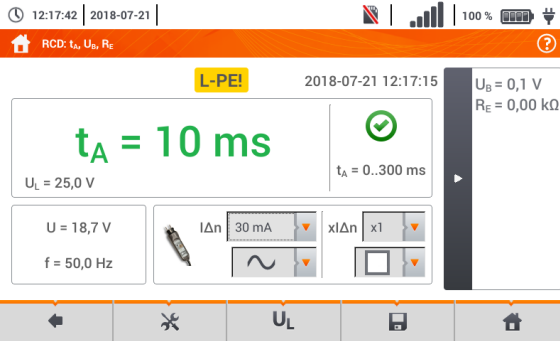 12:17:42 2018-07-21 100 %
RCD: tA, UB, RE ?
L-PE! 2018-07-21 12:17:15
tA = 10 ms
UL = 25,0 V
tA = 0..300 ms
UB = 0,1 V
RE = 0,00 kΩ
U = 18,7 V
f = 50,0 Hz
IΔn 30 mA xIΔn x1
UL